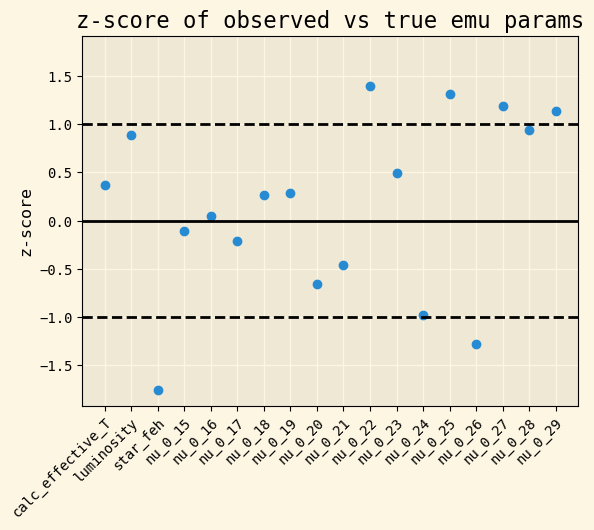 z-score of observed vs true emu params
z-score
1.5
1.0
0.5
0.0
−0.5
−1.0
−1.5
calc_effective_T
luminosity
star_feh
nu_0_15
nu_0_16
nu_0_17
nu_0_18
nu_0_19
nu_0_20
nu_0_21
nu_0_22
nu_0_23
nu_0_24
nu_0_25
nu_0_26
nu_0_27
nu_0_28
nu_0_29